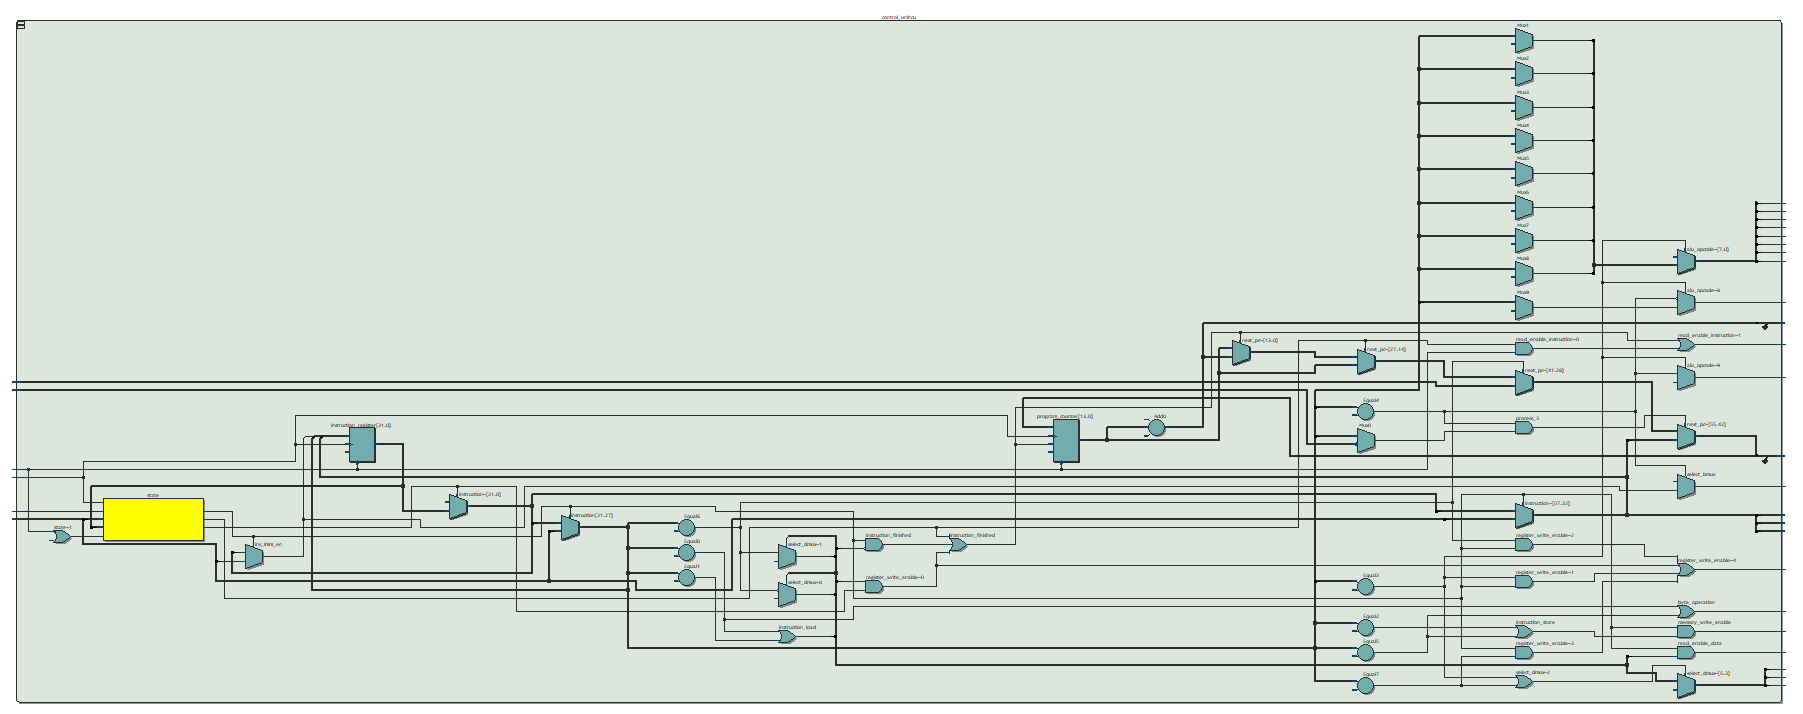 control_unit:cu
Mux1
Mux2
Mux3
Mux4
Mux5
Mux6
Mux7
Mux8
Mux9
alu_opcode~[7.0]
alu_opcode~8
read_enable_instruction~1
read_enable_instruction~0
next_pc~[13.0]
next_pc~[27.14]
next_pc~[41.28]
alu_opcode~9
Equal4
process_3
Mux0
next_pc~[55.42]
program_counter[13.0]
Add0
instruction_register[31.0]
select_bmux
state
instruction~[31.0]
instruction[31.27]
instruction~[57.32]
state~1
ins_imm_en
Equal6
Equal0
Equal1
select_dmux~1
select_dmux~0
instruction_finished
instruction_finished
register_write_enable~0
register_write_enable~2
register_write_enable~4
register_write_enable~1
Equal3
byte_operation
Equal2
instruction_store
memory_write_enable
instruction_load
Equal5
register_write_enable~3
read_enable_data
Equal7
select_dmux~2
select_dmux~[5.3]